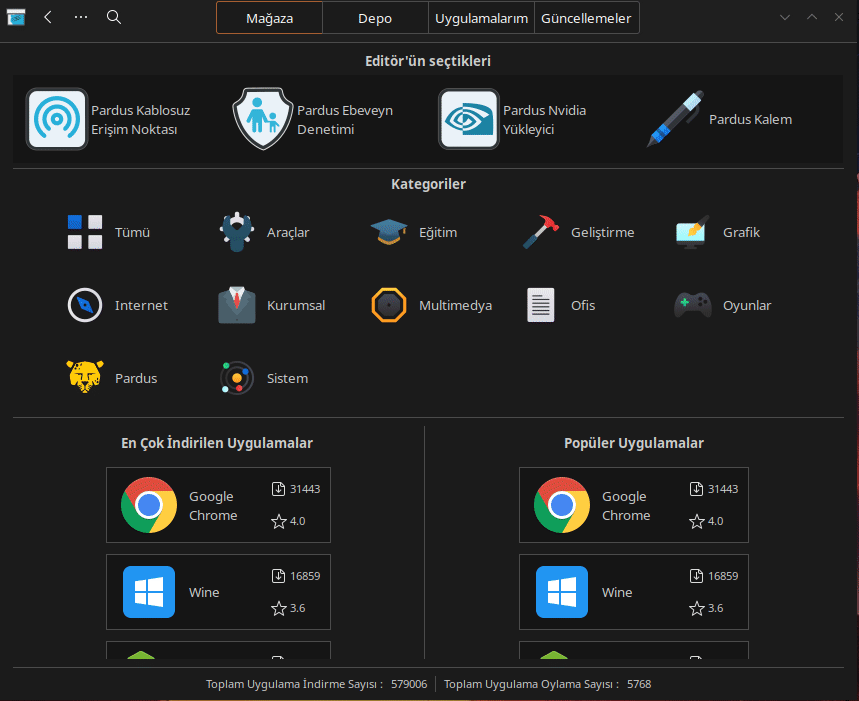 Mağaza
Depo
Uygulamalarım
Güncellemeler
Editör'ün seçtikleri
Pardus Kablosuz
Erişim Noktası
Pardus Ebeveyn
Denetimi
Pardus Nvidia
Yükleyici
Pardus Kalem
Kategoriler
Tümü
Araçlar
Eğitim
Geliştirme
Grafik
Internet
Kurumsal
Multimedya
Ofis
Oyunlar
Pardus
Sistem
En Çok İndirilen Uygulamalar
Google
Chrome
31443
4.0
Wine
16859
3.6
Popüler Uygulamalar
Google
Chrome
31443
4.0
Wine
16859
3.6
Toplam Uygulama İndirme Sayısı : 579006
Toplam Uygulama Oylama Sayısı : 5768